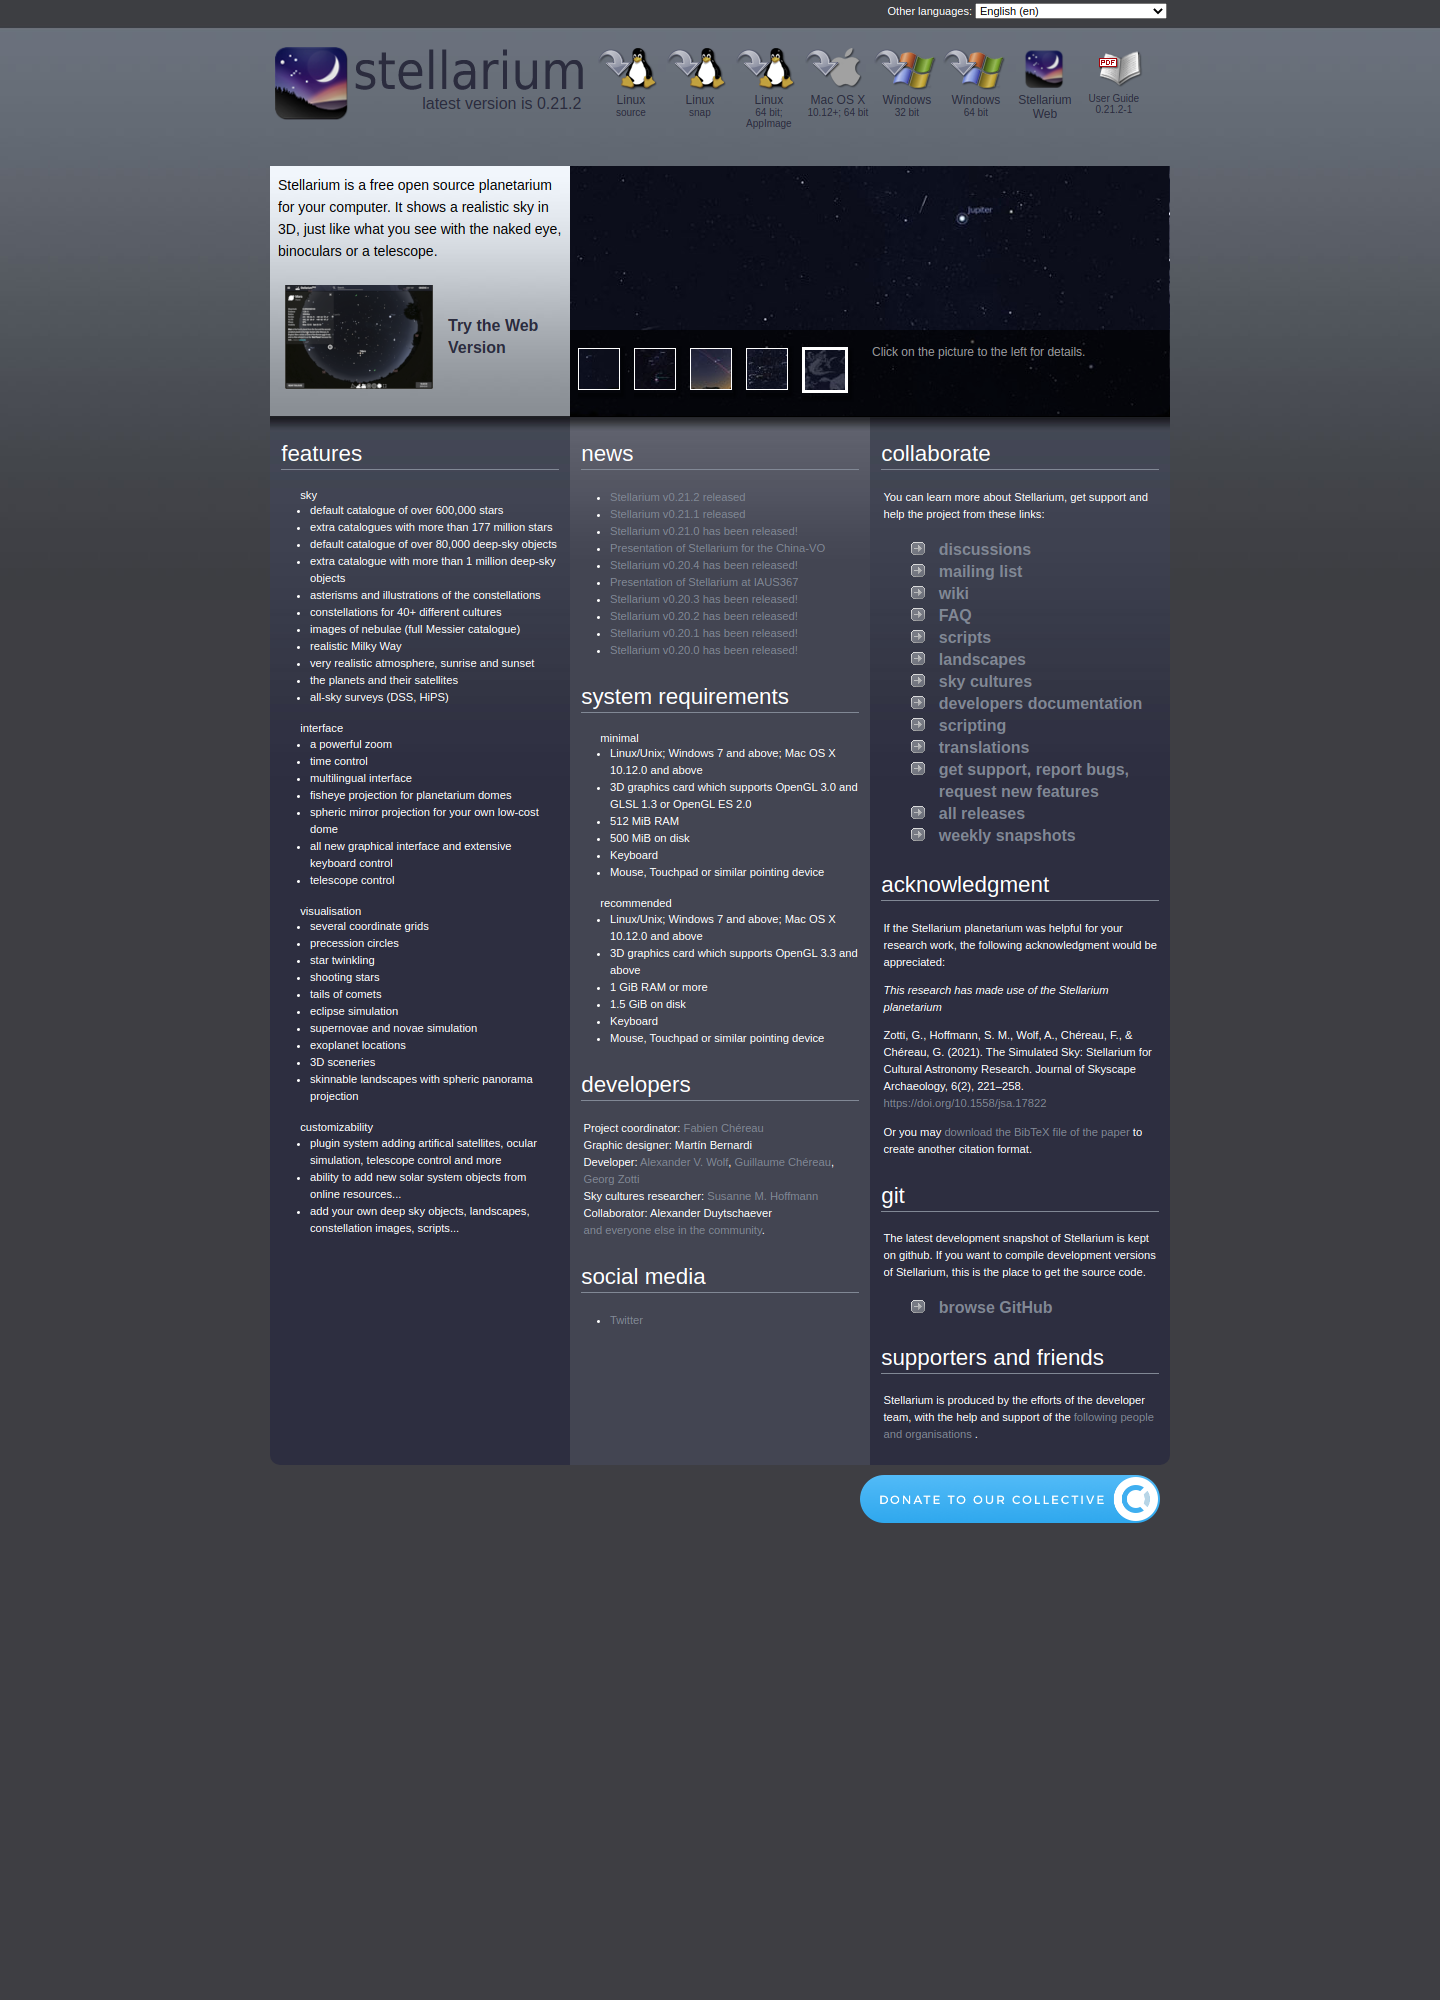 Other languages: English (en)
stellarium
latest version is 0.21.2
Linux
source
Linux
snap
Linux
64 bit;
AppImage
Mac OS X
10.12+; 64 bit
Windows
32 bit
Windows
64 bit
Stellarium
Web
PDF
User Guide
0.21.2-1
Stellarium is a free open source planetarium
for your computer. It shows a realistic sky in
3D, just like what you see with the naked eye,
binoculars or a telescope.
Try the Web
Version
jupiter
Click on the picture to the left for details.
features
sky
default catalogue of over 600,000 stars
extra catalogues with more than 177 million stars
default catalogue of over 80,000 deep-sky objects
extra catalogue with more than 1 million deep-sky
objects
asterisms and illustrations of the constellations
constellations for 40+ different cultures
images of nebulae (full Messier catalogue)
realistic Milky Way
very realistic atmosphere, sunrise and sunset
the planets and their satellites
all-sky surveys (DSS, HiPS)
interface
a powerful zoom
time control
multilingual interface
fisheye projection for planetarium domes
spheric mirror projection for your own low-cost
dome
all new graphical interface and extensive
keyboard control
telescope control
visualisation
several coordinate grids
precession circles
star twinkling
shooting stars
tails of comets
eclipse simulation
supernovae and novae simulation
exoplanet locations
3D sceneries
skinnable landscapes with spheric panorama
projection
customizability
plugin system adding artifical satellites, ocular
simulation, telescope control and more
ability to add new solar system objects from
online resources...
add your own deep sky objects, landscapes,
constellation images, scripts...
news
Stellarium v0.21.2 released
Stellarium v0.21.1 released
Stellarium v0.21.0 has been released!
Presentation of Stellarium for the China-VO
Stellarium v0.20.4 has been released!
Presentation of Stellarium at IAUS367
Stellarium v0.20.3 has been released!
Stellarium v0.20.2 has been released!
Stellarium v0.20.1 has been released!
Stellarium v0.20.0 has been released!
system requirements
minimal
Linux/Unix; Windows 7 and above; Mac OS X
10.12.0 and above
3D graphics card which supports OpenGL 3.0 and
GLSL 1.3 or OpenGL ES 2.0
512 MiB RAM
500 MiB on disk
Keyboard
Mouse, Touchpad or similar pointing device
recommended
Linux/Unix; Windows 7 and above; Mac OS X
10.12.0 and above
3D graphics card which supports OpenGL 3.3 and
above
1 GiB RAM or more
1.5 GiB on disk
Keyboard
Mouse, Touchpad or similar pointing device
developers
Project coordinator: Fabien Chéreau
Graphic designer: Martín Bernardi
Developer: Alexander V. Wolf, Guillaume Chéreau,
Georg Zotti
Sky cultures researcher: Susanne M. Hoffmann
Collaborator: Alexander Duytschaever
and everyone else in the community.
social media
Twitter
collaborate
You can learn more about Stellarium, get support and
help the project from these links:
discussions
mailing list
wiki
FAQ
scripts
landscapes
sky cultures
developers documentation
scripting
translations
get support, report bugs,
request new features
all releases
weekly snapshots
acknowledgment
If the Stellarium planetarium was helpful for your
research work, the following acknowledgment would be
appreciated:
This research has made use of the Stellarium
planetarium
Zotti, G., Hoffmann, S. M., Wolf, A., Chéreau, F., &
Chéreau, G. (2021). The Simulated Sky: Stellarium for
Cultural Astronomy Research. Journal of Skyscape
Archaeology, 6(2), 221–258.
https://doi.org/10.1558/jsa.17822
Or you may download the BibTeX file of the paper to
create another citation format.
git
The latest development snapshot of Stellarium is kept
on github. If you want to compile development versions
of Stellarium, this is the place to get the source code.
browse GitHub
supporters and friends
Stellarium is produced by the efforts of the developer
team, with the help and support of the following people
and organisations .
DONATE TO OUR COLLECTIVE